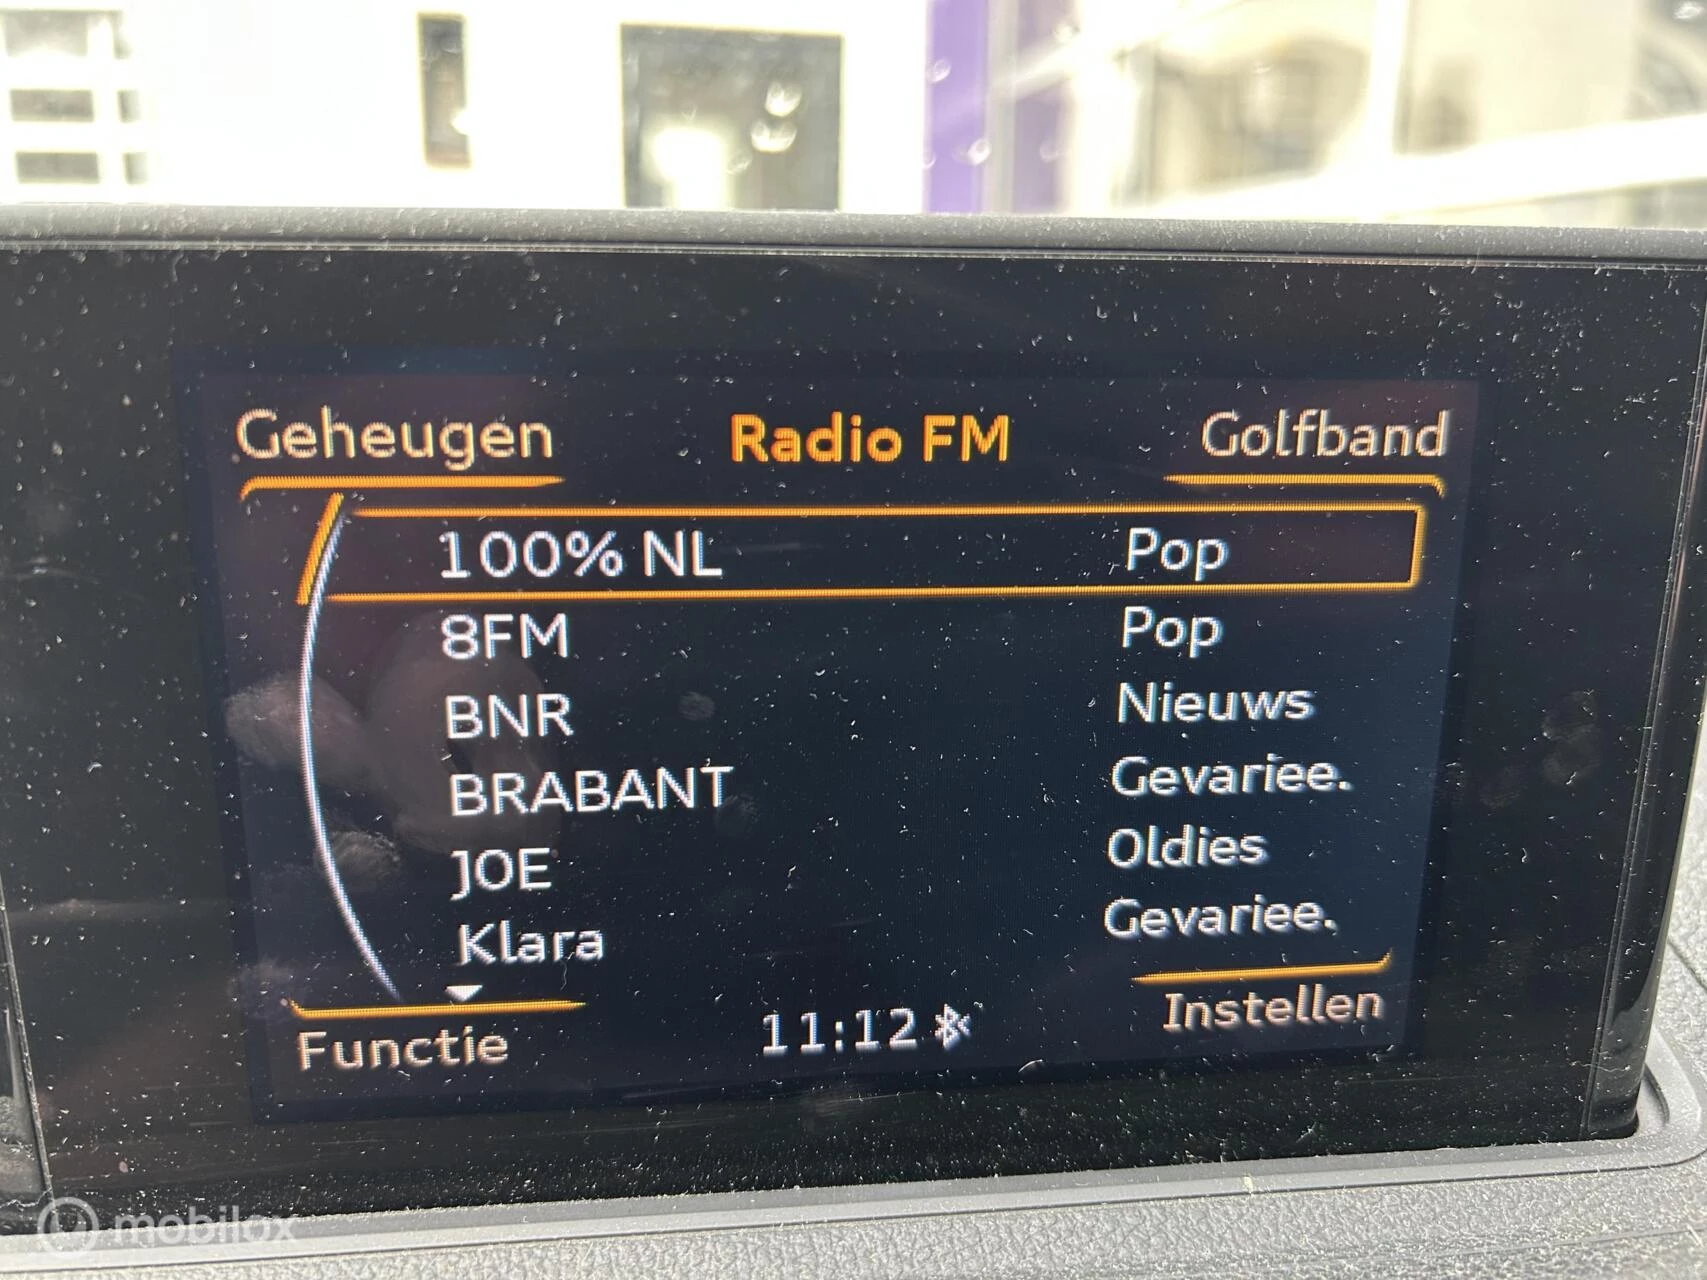 Geheugen Radio FM Golfband
100% NL Pop
8FM Pop
BNR Nieuws
BRABANT Gevariee.
JOE Oldies
Klara Gevariee.
Functie 11:12 Instellen
mobilox